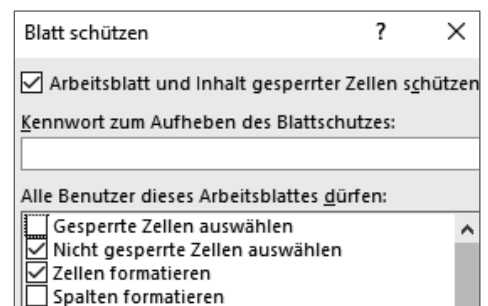 Blatt schützen ? ×
Arbeitsblatt und Inhalt gesperrter Zellen schützen
Kennwort zum Aufheben des Blattschutzes:
Alle Benutzer dieses Arbeitsblattes dürfen:
Gesperrte Zellen auswählen
Nicht gesperrte Zellen auswählen
Zellen formatieren
Spalten formatieren